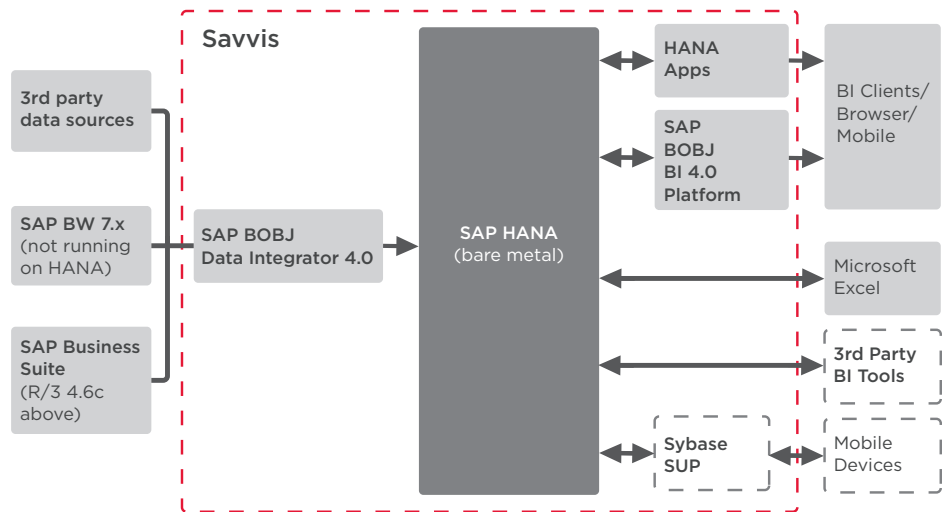 Savvis
3rd party
data sources
SAP BW 7.x
(not running
on HANA)
SAP Business
Suite
(R/3 4.6c
above)
SAP BOBJ
Data Integrator 4.0
SAP HANA
(bare metal)
HANA
Apps
SAP
BOBJ
BI 4.0
Platform
Sybase
SUP
BI Clients/
Browser/
Mobile
Microsoft
Excel
3rd Party
BI Tools
Mobile
Devices